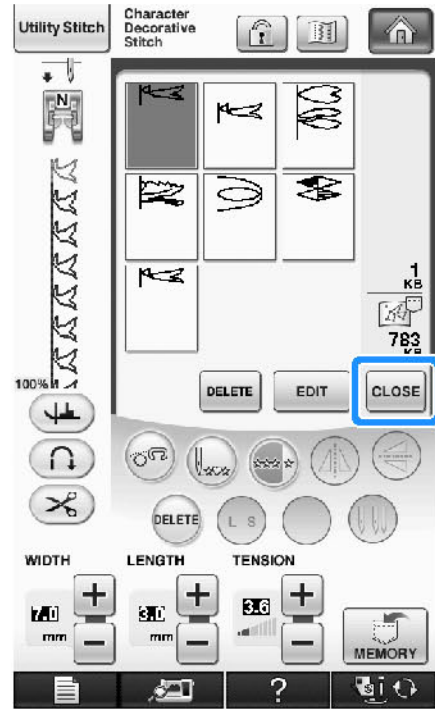 Utility Stitch
Character
Decorative
Stitch
N
1
KB
783
KB
DELETE
EDIT
CLOSE
100%
DELETE
L S
WIDTH
LENGTH
TENSION
7.0
mm
3.0
mm
3.6
MEMORY
?